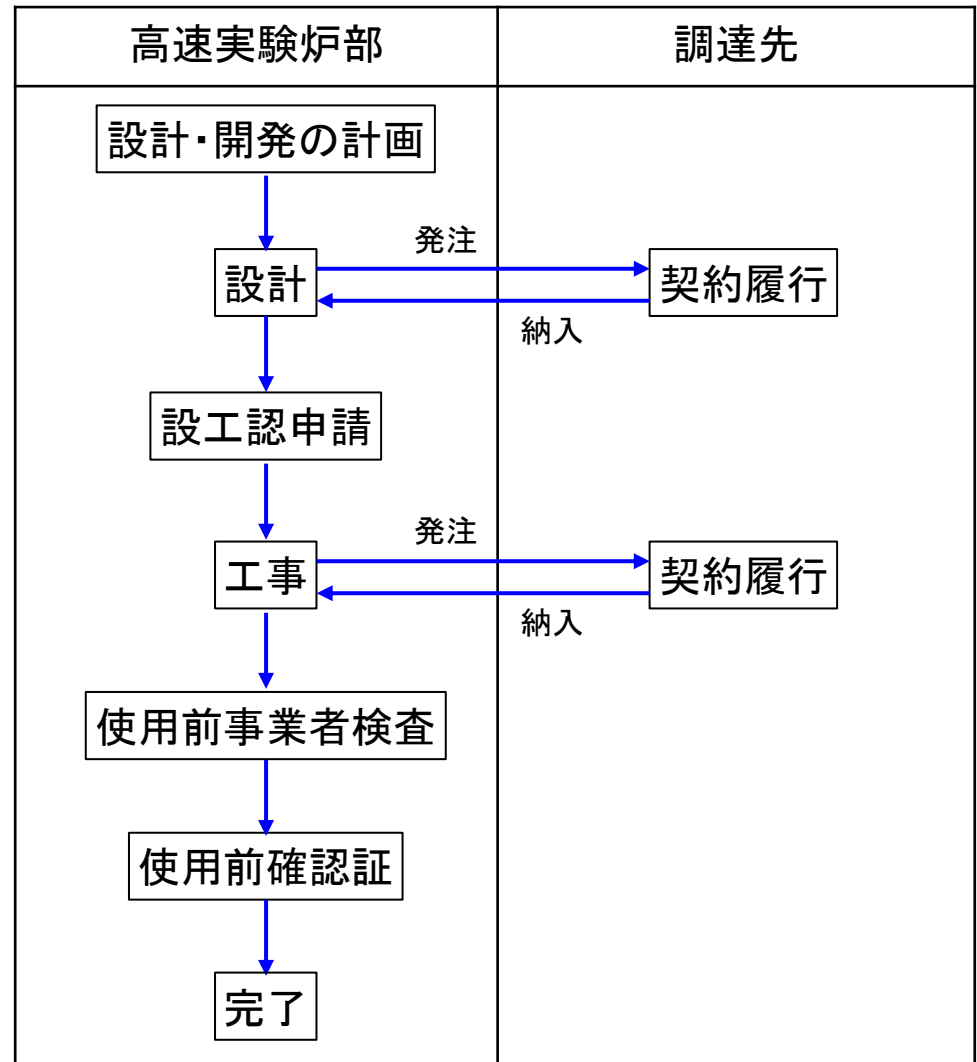 高速実験炉部
調達先
設計・開発の計画
発注
設計
契約履行
納入
設工認申請
発注
工事
契約履行
納入
使用前事業者検査
使用前確認証
完了